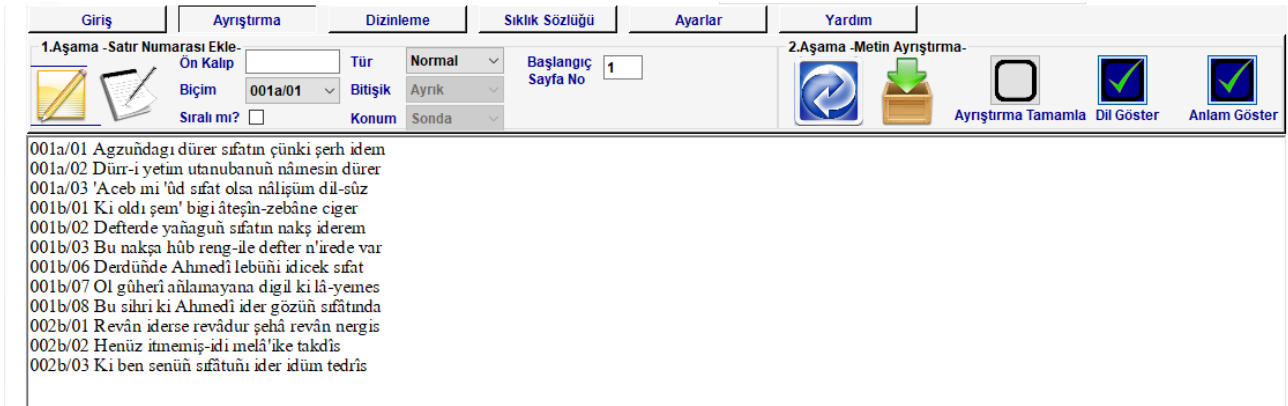 Giriş Ayrıştırma Dizinleme Sıklık Sözlüğü Ayarlar Yardım
1.Aşama -Satır Numarası Ekle- 2.Aşama -Metin Ayrıştırma-
Ön Kalıp Tür Normal Başlangıç Sayfa No 1
Biçim 001a/01 Bitişik Ayrık
Sıralı mı? Konum Sonda
Ayrıştırma Tamamla Dil Göster Anlam Göster
001a/01 Agzuñdagı dürer sıfatın çünki şerh idem
001a/02 Dürr-i yetim utanubanuñ nâmesin dürer
001a/03 'Aceb mi 'ûd sıfat olsa nâlişüm dil-sûz
001b/01 Ki oldı şem' bigi âteşîn-zebâne ciger
001b/02 Defterde yañaguñ sıfatın nakş iderem
001b/03 Bu nakşa hûb reng-ile defter n'irede var
001b/06 Derdüñde Ahmedî lebüñi idicek sıfat
001b/07 Ol gûherî añlamayana digil ki lâ-yemes
001b/08 Bu sihri ki Ahmedî ider gözüñ sıfâtında
002b/01 Revân iderse revâdur şehâ revân nergis
002b/02 Henüz itmemiş-idi melâ'ike takdîs
002b/03 Ki ben senüñ sıfâtuñı ider idüm tedrîs